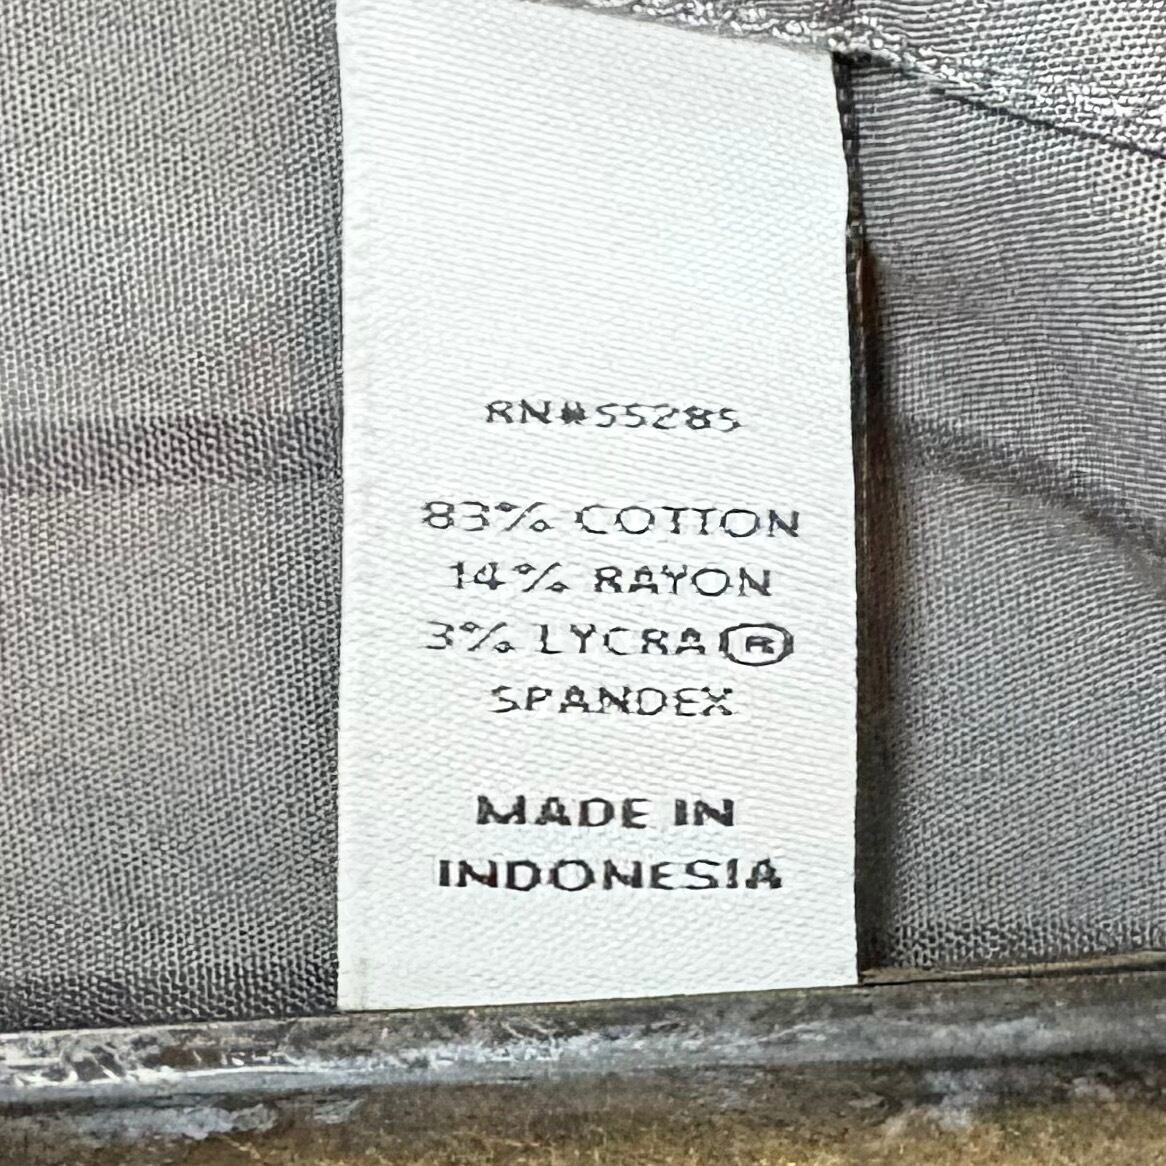 RN#55285
83% COTTON
14% RAYON
3% LYCRA®
SPANDEX
MADE IN
INDONESIA